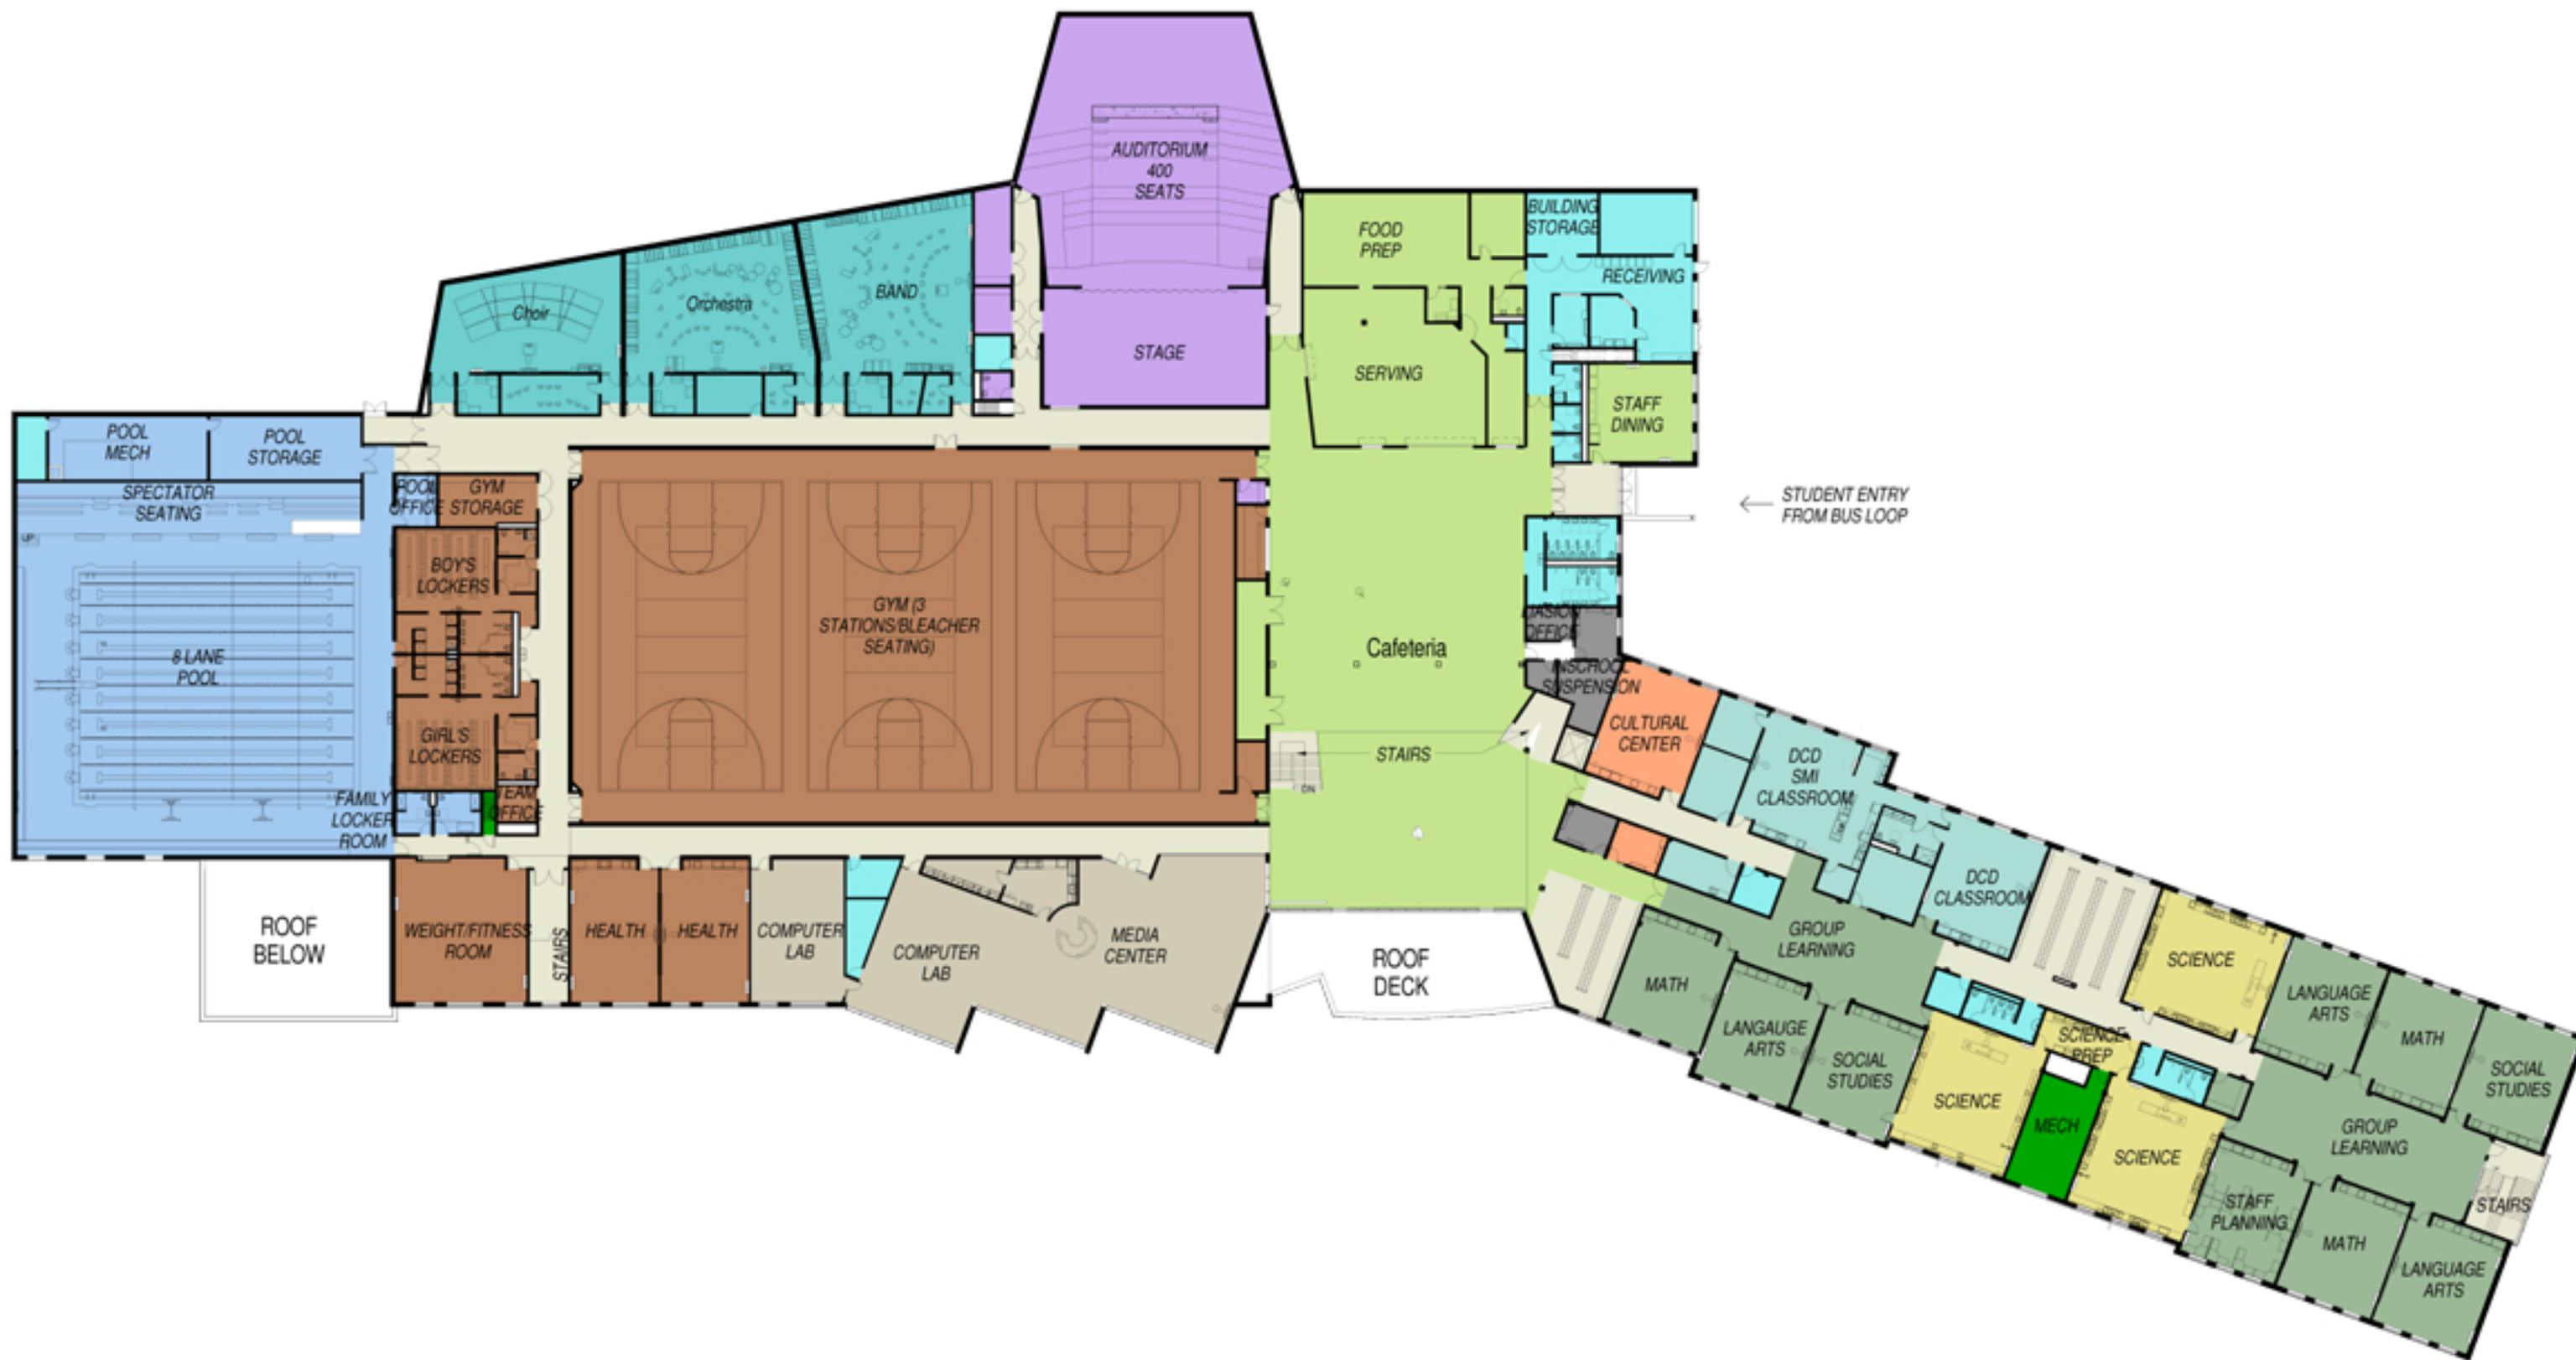 AUDITORIUM
400
SEATS
STAGE
Choir
Orchestra
BAND
FOOD
PREP
SERVING
BUILDING
STORAGE
RECEIVING
STAFF
DINING
STUDENT ENTRY
FROM BUS LOOP
POOL
MECH
POOL
STORAGE
SPECTATOR
SEATING
UP
8 LANE
POOL
POOL
OFFICE
GYM
STORAGE
BOY'S
LOCKERS
GIRL'S
LOCKERS
FAMILY
LOCKER
ROOM
TEAM
OFFICE
GYM (3
STATIONS/BLEACHER
SEATING)
Cafeteria
STAIRS
DN
OFFICE
INSCHOOL
SUSPENSION
CULTURAL
CENTER
DCD
SMI
CLASSROOM
DCD
CLASSROOM
ROOF
BELOW
WEIGHT/FITNESS
ROOM
STAIRS
HEALTH
HEALTH
COMPUTER
LAB
COMPUTER
LAB
MEDIA
CENTER
ROOF
DECK
GROUP
LEARNING
MATH
LANGAUGE
ARTS
SOCIAL
STUDIES
SCIENCE
SCIENCE
PREP
MECH
SCIENCE
SCIENCE
LANGUAGE
ARTS
MATH
SOCIAL
STUDIES
GROUP
LEARNING
STAFF
PLANNING
MATH
LANGUAGE
ARTS
STAIRS